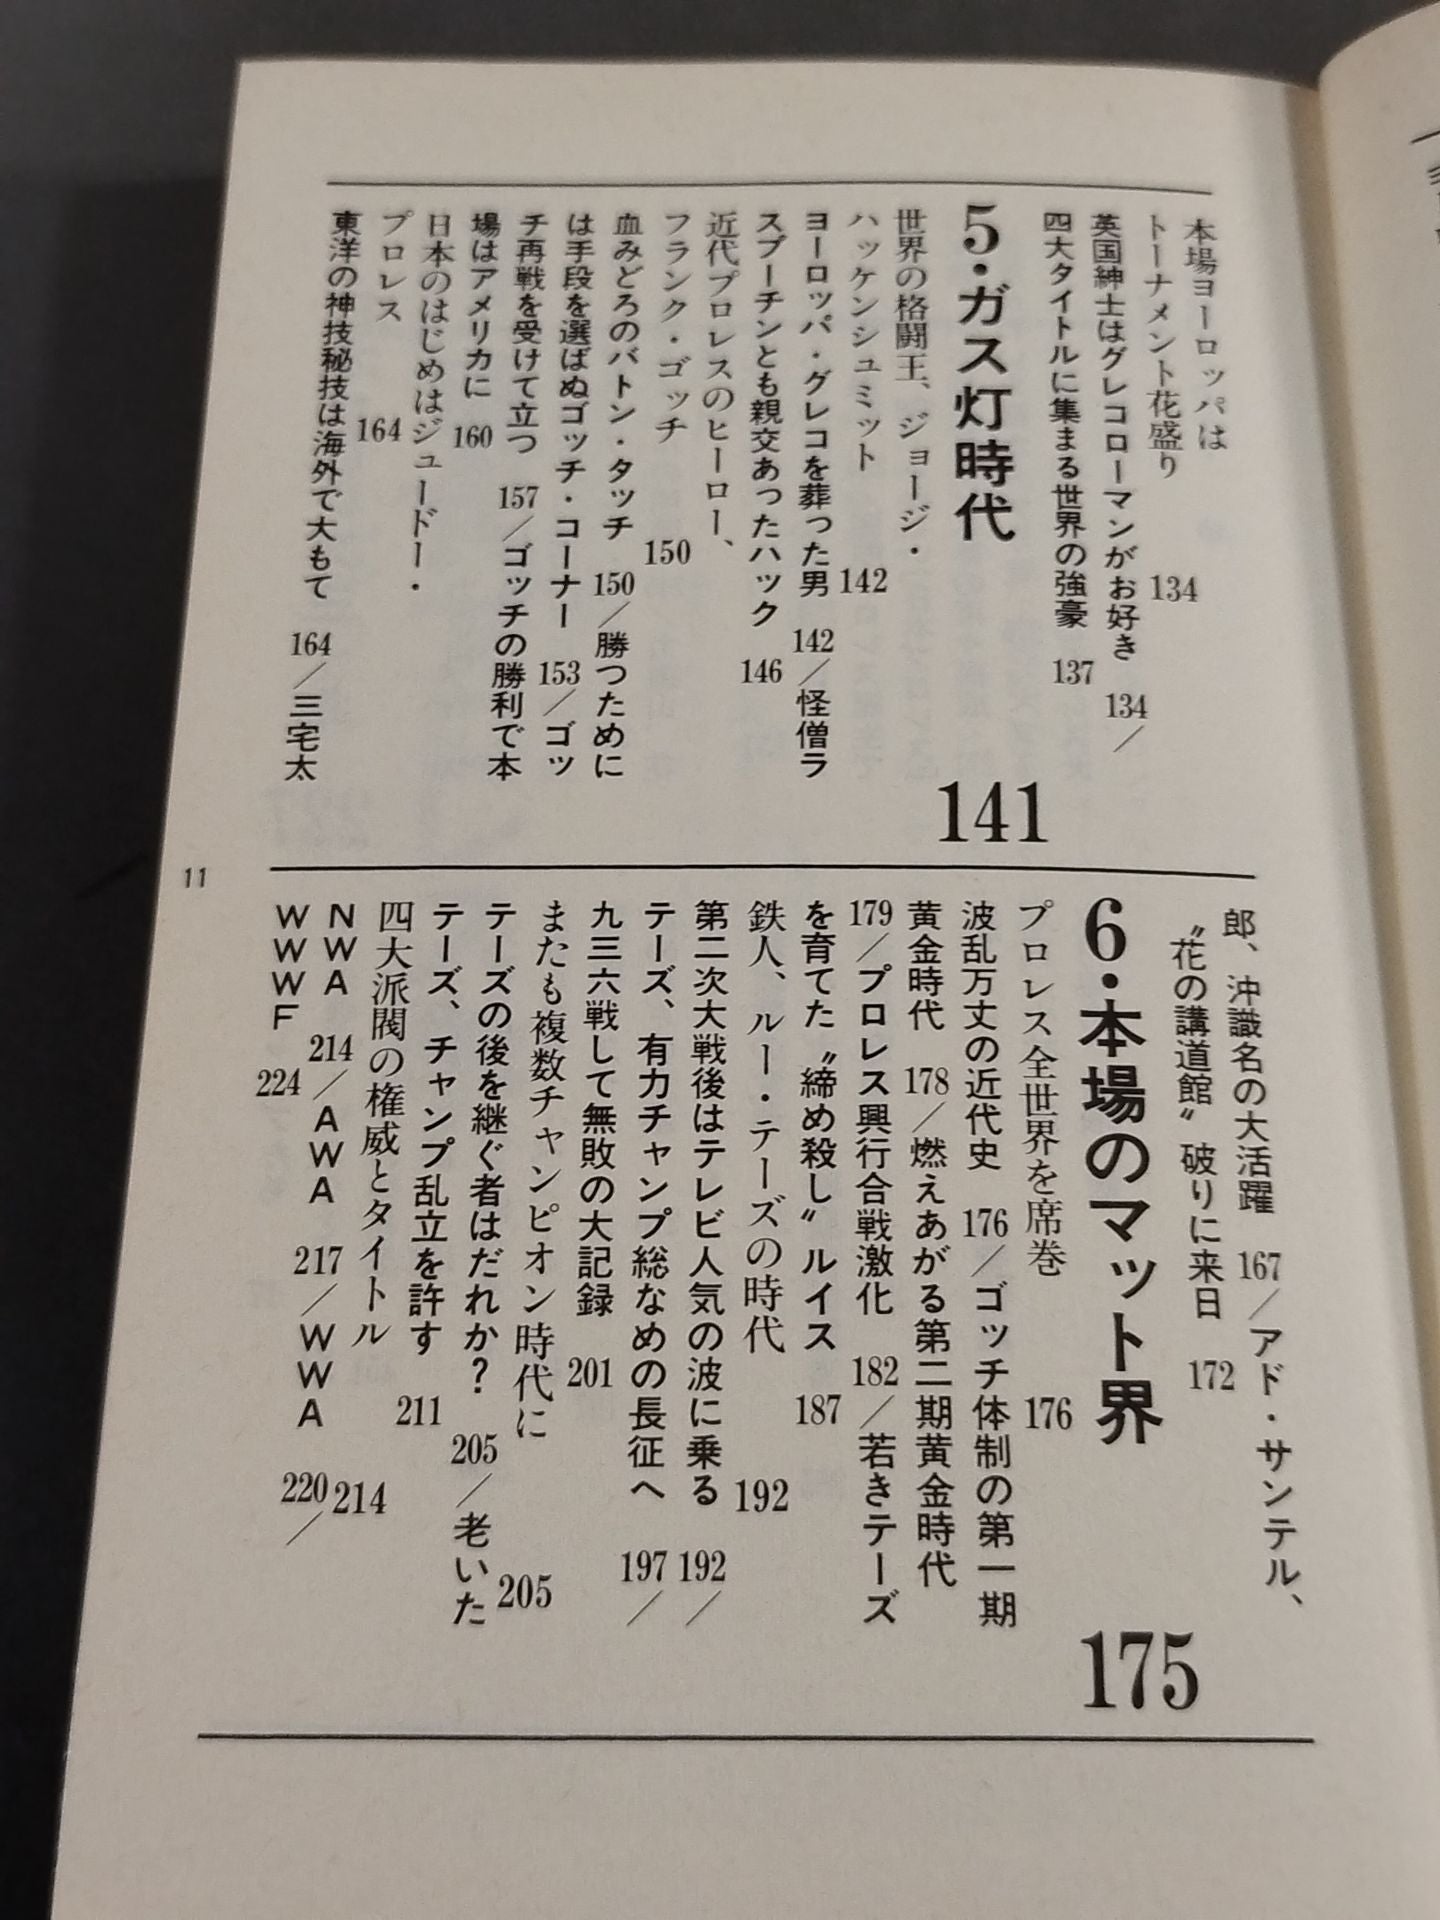 本場ヨーロッパは
トーナメント花盛り 134
英国紳士はグレコローマンがお好き 134／
四大タイトルに集まる世界の強豪 137
5・ガス灯時代 141
世界の格闘王、ジョージ・
ハッケンシュミット 142
ヨーロッパ・グレコを葬った男 142／怪僧ラ
スプーチンとも親交あったハック 146
近代プロレスのヒーロー、
フランク・ゴッチ 150
血みどろのバトン・タッチ 150／勝つために
は手段を選ばぬゴッチ・コーナー 153／ゴッ
チ再戦を受けて立つ 157／ゴッチの勝利で本
場はアメリカに 160
日本のはじめはジュードー・
プロレス 164
東洋の神技秘技は海外で大もて 164／三宅太
郎、沖識名の大活躍 167／アド・サンテル、
〝花の講道館〟破りに来日 172
6・本場のマット界 175
プロレス全世界を席巻 176
波乱万丈の近代史 176／ゴッチ体制の第一期
黄金時代 178／燃えあがる第二期黄金時代
179／プロレス興行合戦激化 182／若きテーズ
を育てた〝締め殺し〟ルイス 187
鉄人、ルー・テーズの時代 192
第二次大戦後はテレビ人気の波に乗る 192／
テーズ、有力チャンプ総なめの長征へ 197／
九三六戦して無敗の大記録 201
またも複数チャンピオン時代に 205
テーズの後を継ぐ者はだれか？ 205／老いた
テーズ、チャンプ乱立を許す 211
四大派閥の権威とタイトル 214
NWA 214／AWA 217／WWA 220／
WWWF 224
11